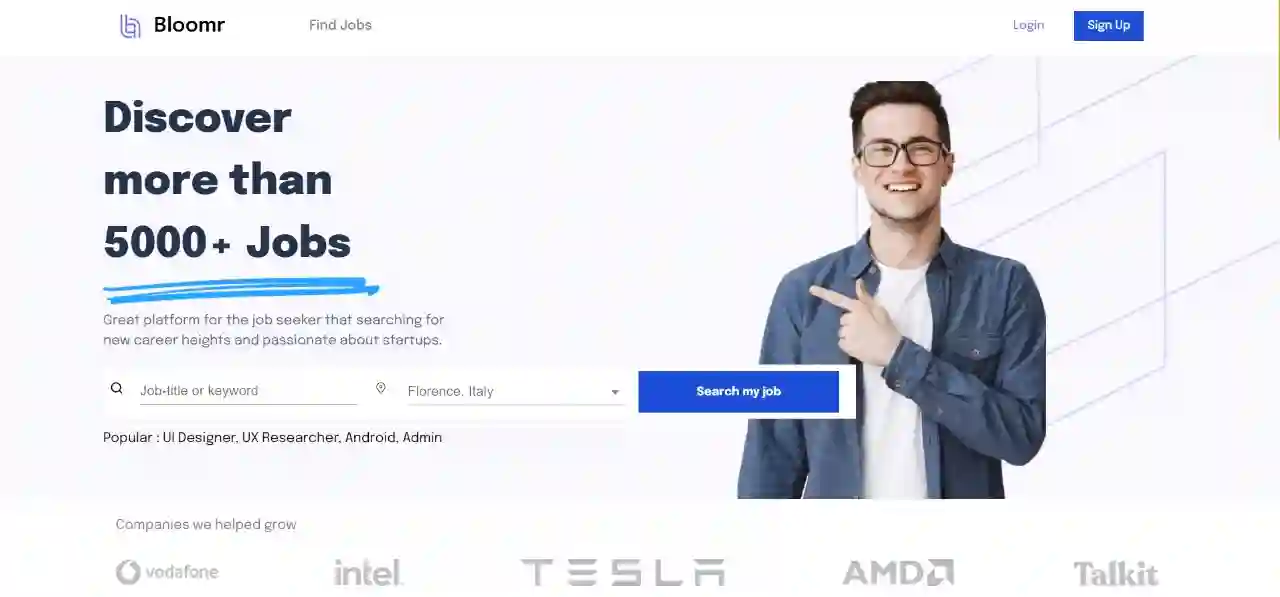 Bloomr
Find Jobs
Login
Sign Up
Discover
more than
5000+ Jobs
Great platform for the job seeker that searching for
new career heights and passionate about startups.
Job-title or keyword
Florence, Italy
Search my job
Popular : UI Designer, UX Researcher, Android, Admin
Companies we helped grow
vodafone
intel
TESLA
AMD
Talkit